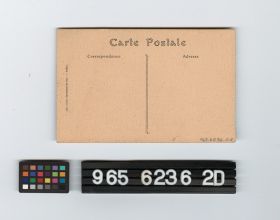 Carte Postale
Correspondance
Adresse
965 6236 2D